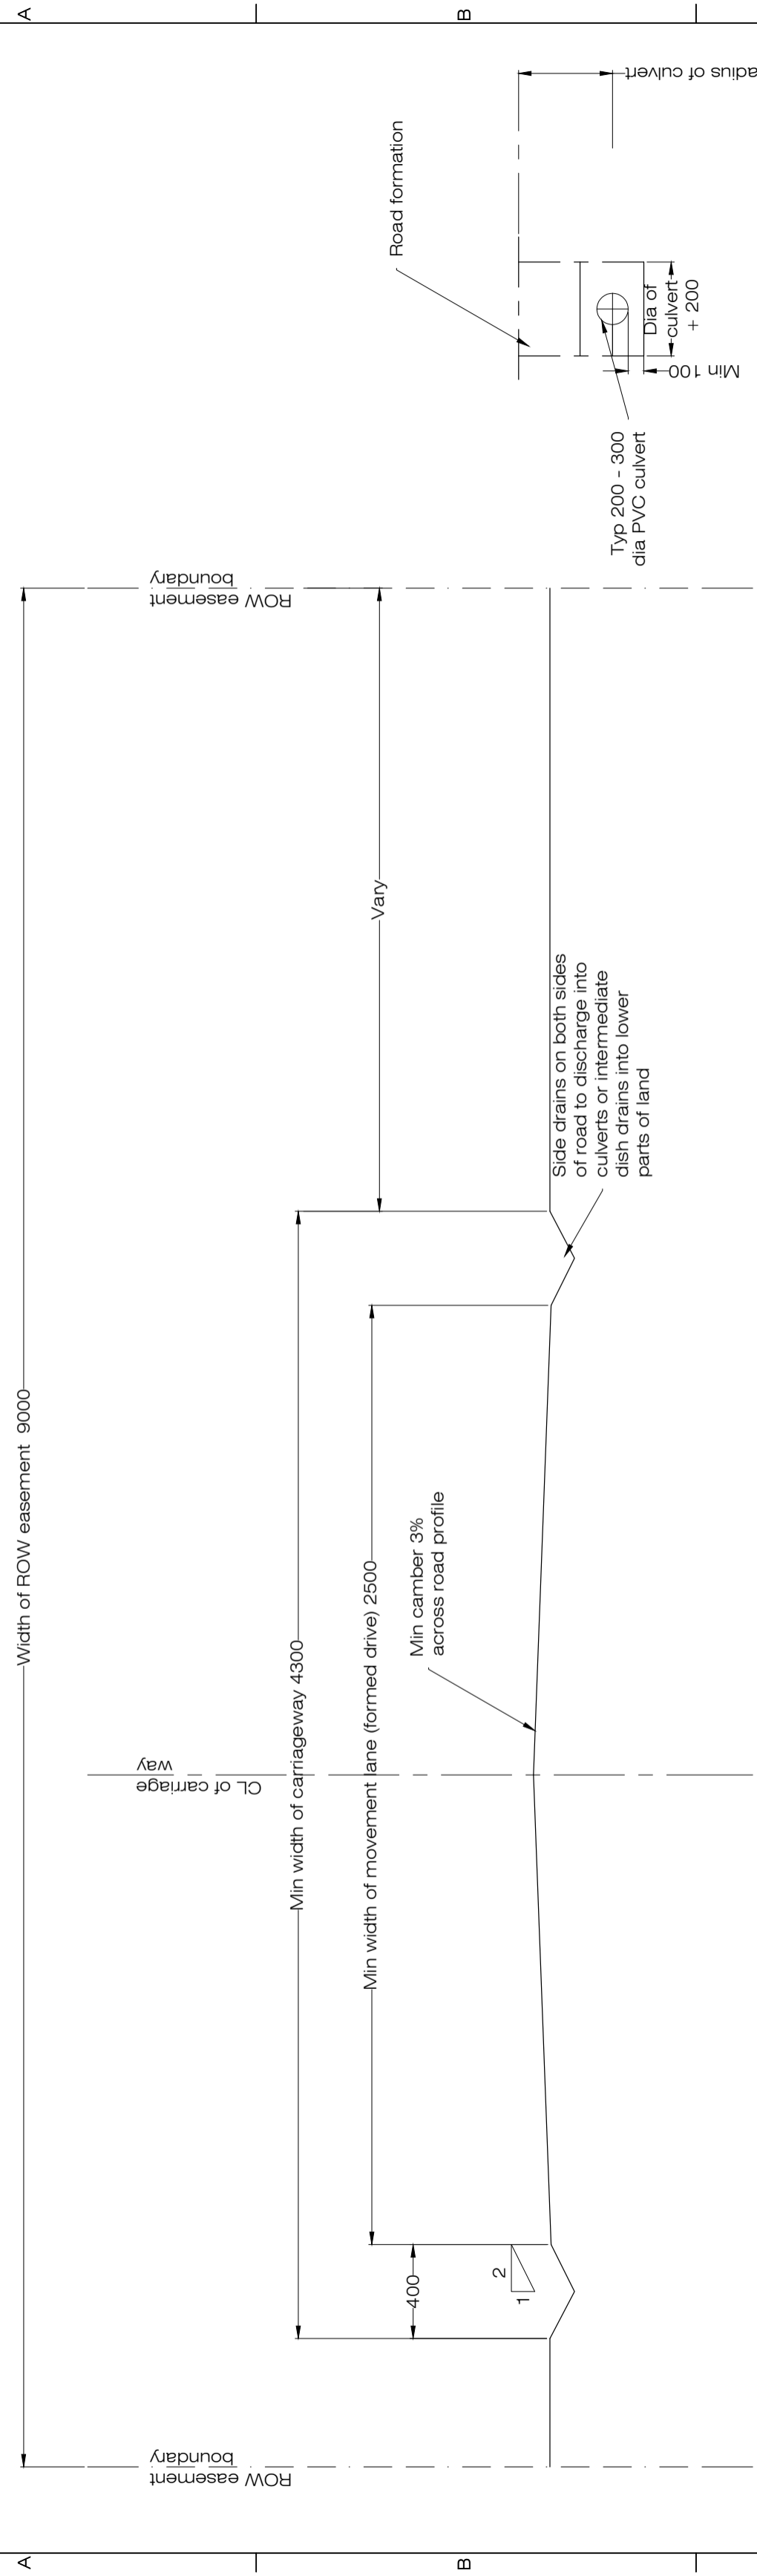 A
B
Width of ROW easement 9000
ROW easement
boundary
CL of carriage
way
ROW easement
boundary
Min width of carriageway 4300
Vary
Min width of movement lane (formed drive) 2500
400
Min camber 3%
across road profile
2
1
Side drains on both sides
of road to discharge into
culverts or intermediate
dish drains into lower
parts of land
Road formation
Typ 200 - 300
dia PVC culvert
Min 100
Dia of
culvert
+ 200
adius of culvert
A
B